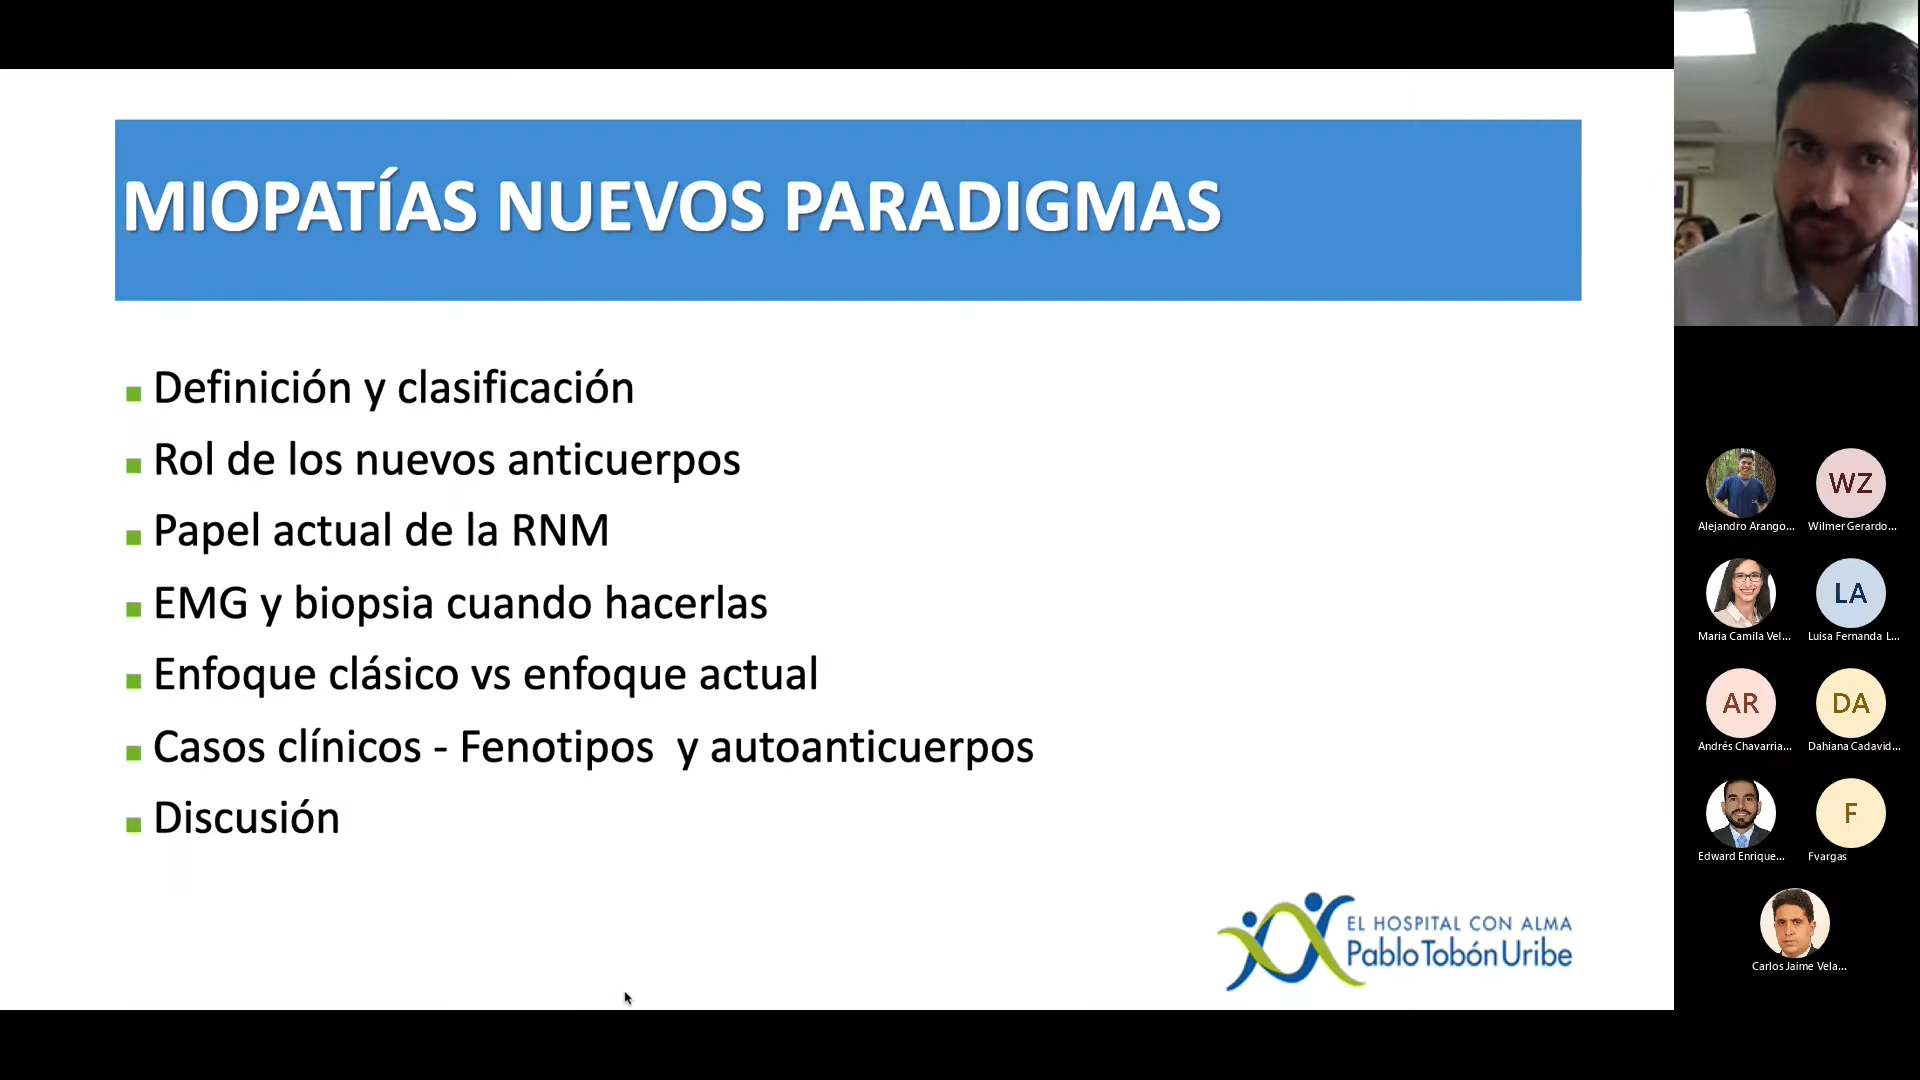 MIOPATÍAS NUEVOS PARADIGMAS
Definición y clasificación
Rol de los nuevos anticuerpos
Papel actual de la RNM
EMG y biopsia cuando hacerlas
Enfoque clásico vs enfoque actual
Casos clínicos - Fenotipos y autoanticuerpos
Discusión
EL HOSPITAL CON ALMA
Pablo Tobón Uribe
WZ
Alejandro Arango...
Wilmer Gerardo...
LA
Maria Camila Vel...
Luisa Fernanda L...
AR
DA
Andrés Chavarria...
Dahiana Cadavid...
F
Edward Enrique...
Fvargas
Carlos Jaime Vela...